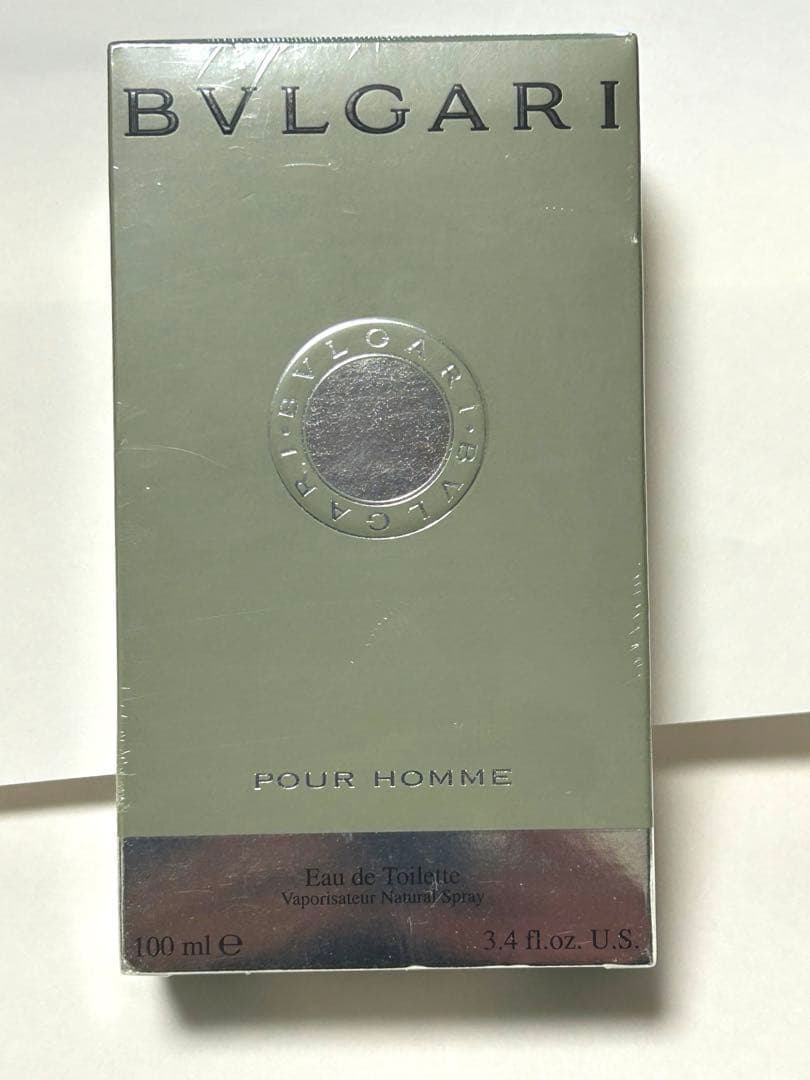 BVLGARI
BVLGARI · BVLGARI ·
POUR HOMME
Eau de Toilette
Vaporisateur Natural Spray
100 ml ℮
3.4 fl.oz. U.S.